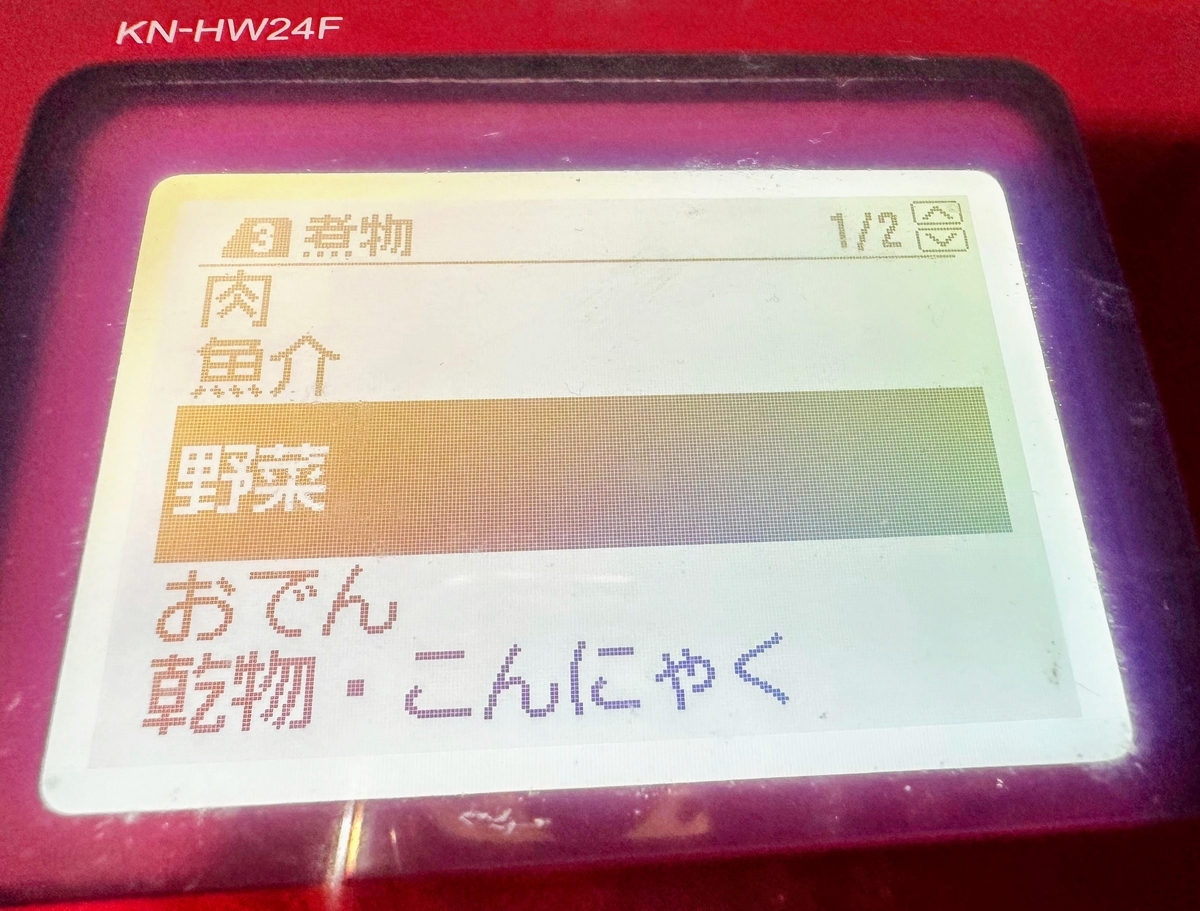 KN-HW24F
3 煮物 1/2
肉
魚介
野菜
おでん
乾物・こんにゃく